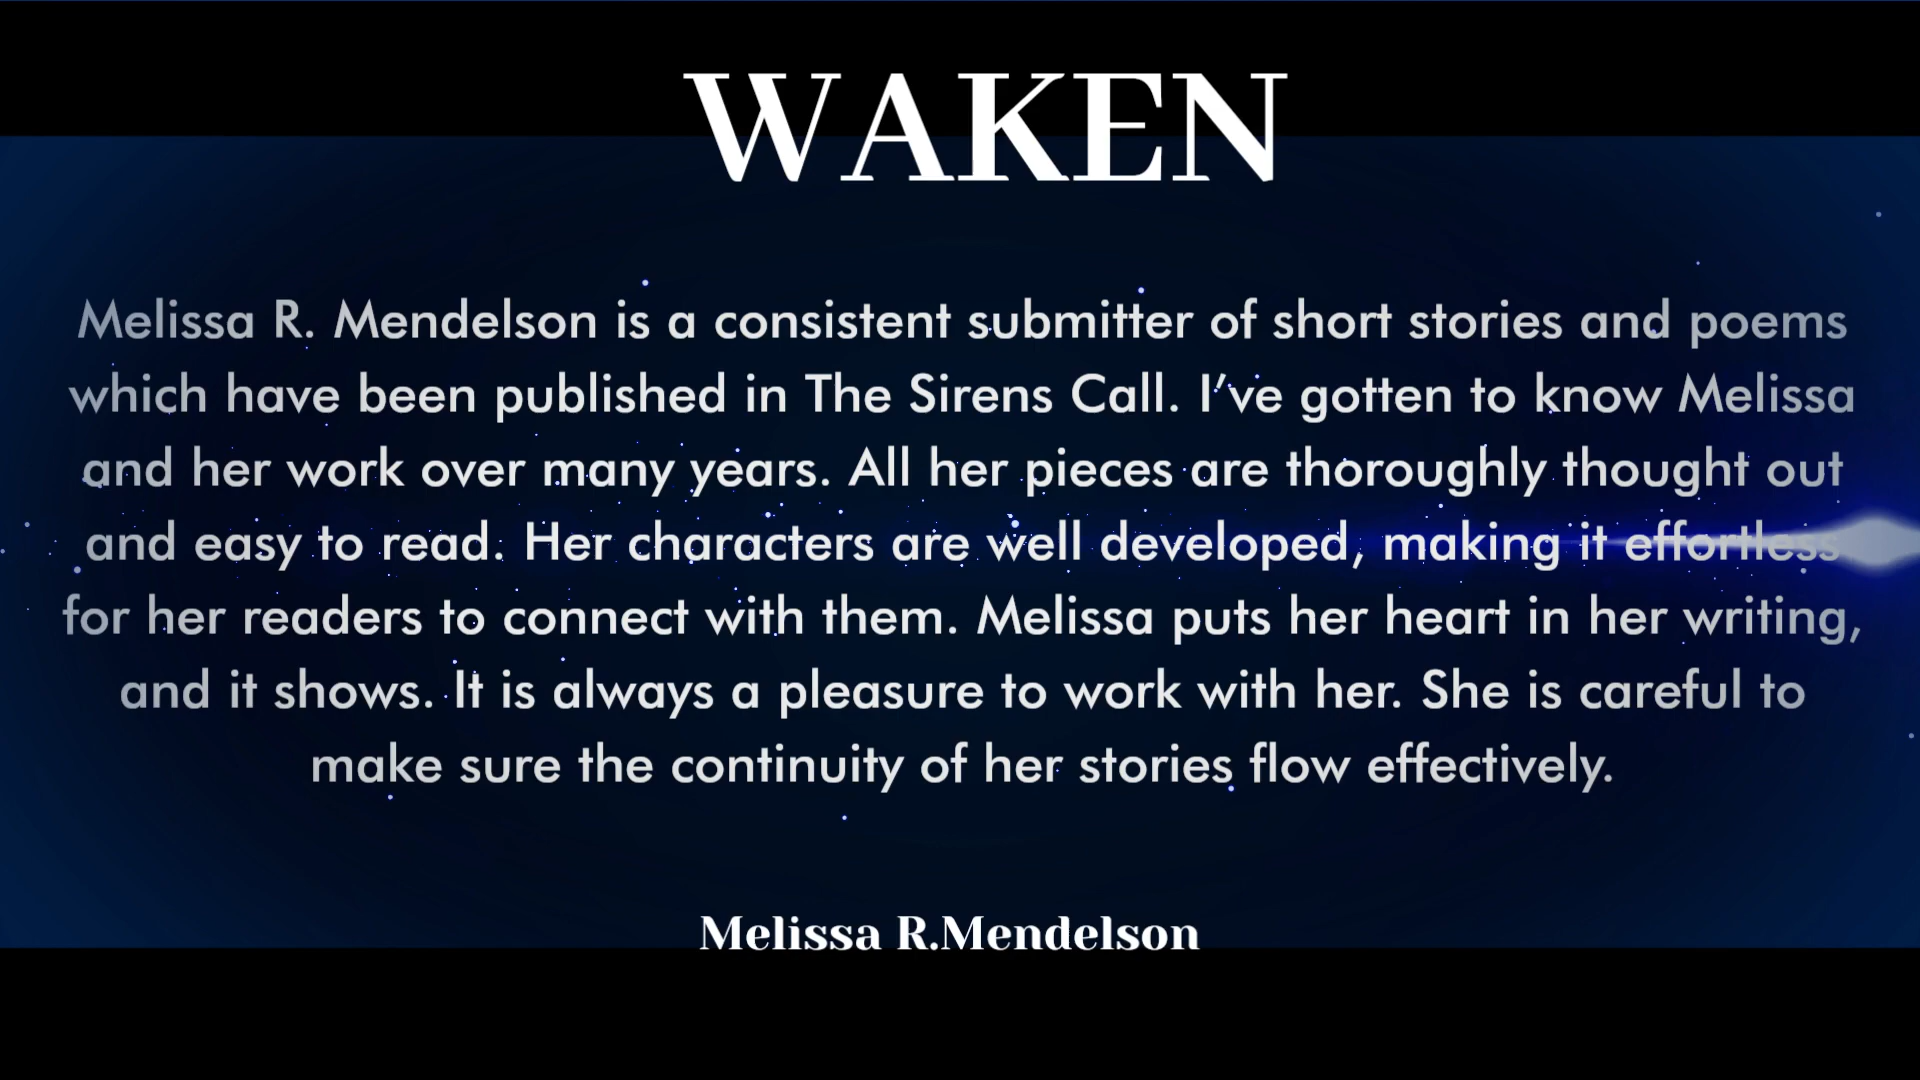 WAKEN
Melissa R. Mendelson is a consistent submitter of short stories and poems
which have been published in The Sirens Call. I've gotten to know Melissa
and her work over many years. All her pieces are thoroughly thought out
and easy to read. Her characters are well developed, making it effortless
for her readers to connect with them. Melissa puts her heart in her writing,
and it shows. It is always a pleasure to work with her. She is careful to
make sure the continuity of her stories flow effectively.
Melissa R.Mendelson